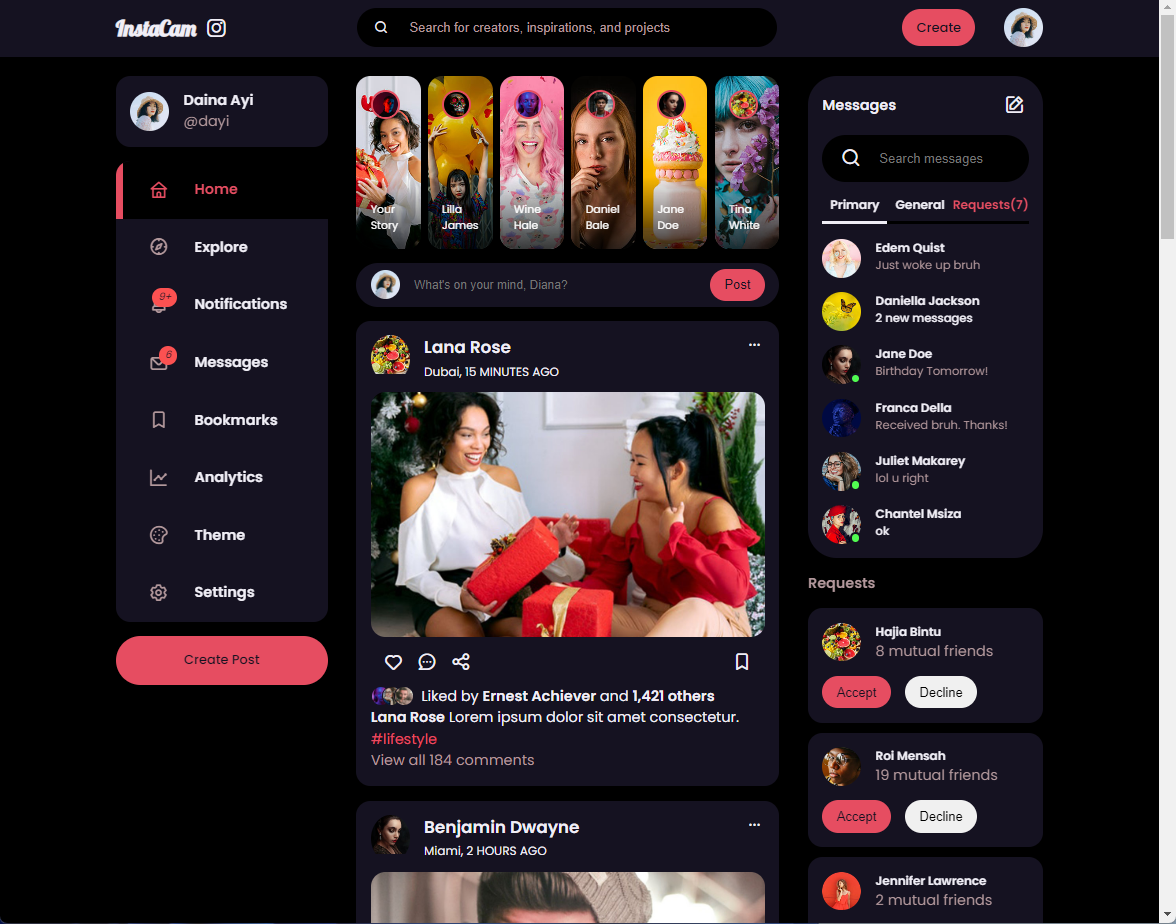 InstaCam
Search for creators, inspirations, and projects
Create
Daina Ayi
@dayi
Home
Explore
9+
Notifications
6
Messages
Bookmarks
Analytics
Theme
Settings
Create Post
Your
Story
Lilla
James
Wine
Hale
Daniel
Bale
Jane
Doe
Tina
White
What's on your mind, Diana?
Post
Lana Rose
Dubai, 15 MINUTES AGO
Liked by Ernest Achiever and 1,421 others
Lana Rose Lorem ipsum dolor sit amet consectetur.
#lifestyle
View all 184 comments
Benjamin Dwayne
Miami, 2 HOURS AGO
Messages
Search messages
Primary General Requests(7)
Edem Quist
Just woke up bruh
Daniella Jackson
2 new messages
Jane Doe
Birthday Tomorrow!
Franca Della
Received bruh. Thanks!
Juliet Makarey
lol u right
Chantel Msiza
ok
Requests
Hajia Bintu
8 mutual friends
Accept Decline
Roi Mensah
19 mutual friends
Accept Decline
Jennifer Lawrence
2 mutual friends